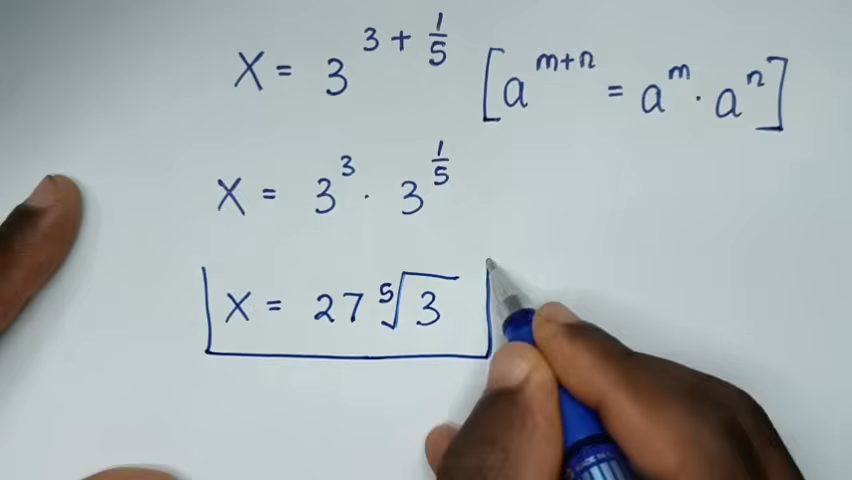 X = 3^(3 + 1/5) [a^(m+n) = a^m · a^n]
X = 3^3 · 3^(1/5)
X = 27 ⁵√3